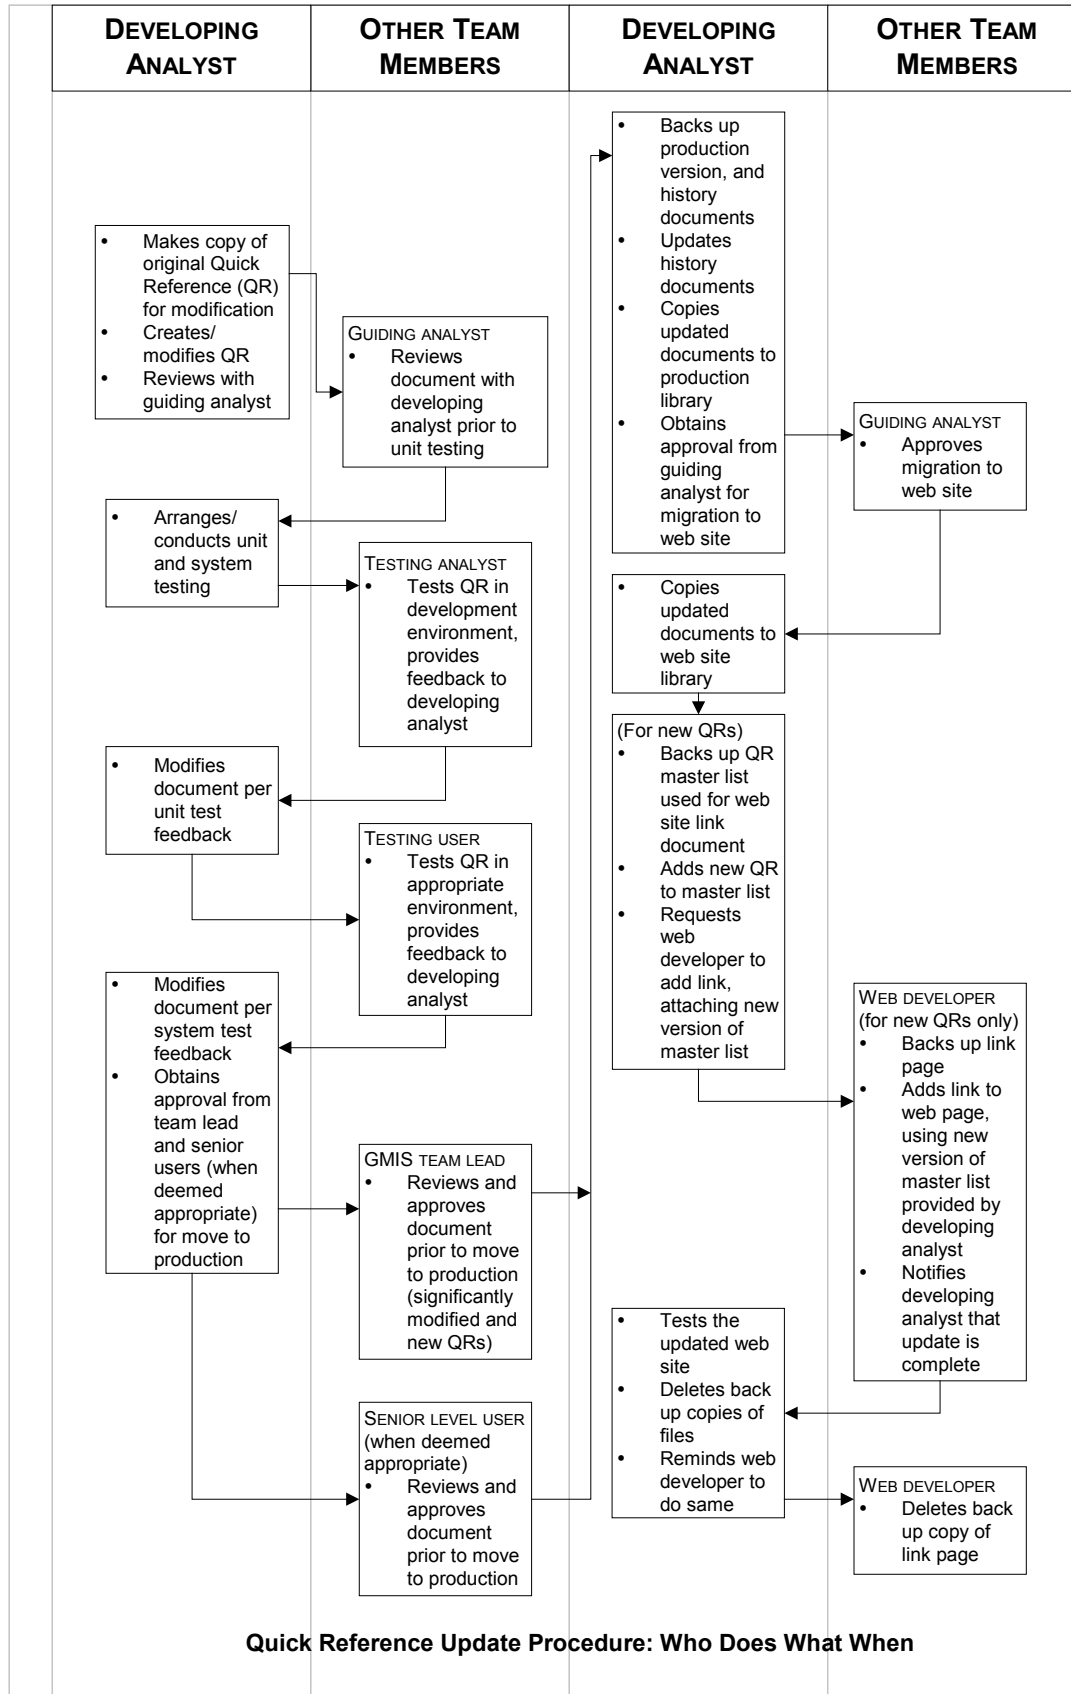 DEVELOPING
ANALYST
OTHER TEAM
MEMBERS
DEVELOPING
ANALYST
OTHER TEAM
MEMBERS
• Makes copy of
original Quick
Reference (QR)
for modification
• Creates/
modifies QR
• Reviews with
guiding analyst
GUIDING ANALYST
• Reviews
document with
developing
analyst prior to
unit testing
• Arranges/
conducts unit
and system
testing
TESTING ANALYST
• Tests QR in
development
environment,
provides
feedback to
developing
analyst
• Modifies
document per
unit test
feedback
TESTING USER
• Tests QR in
appropriate
environment,
provides
feedback to
developing
analyst
• Modifies
document per
system test
feedback
• Obtains
approval from
team lead
and senior
users (when
deemed
appropriate)
for move to
production
GMIS TEAM LEAD
• Reviews and
approves
document
prior to move
to production
(significantly
modified and
new QRs)
SENIOR LEVEL USER
(when deemed
appropriate)
• Reviews and
approves
document
prior to move
to production
• Backs up
production
version, and
history
documents
• Updates
history
documents
• Copies
updated
documents to
production
library
• Obtains
approval from
guiding
analyst for
migration to
web site
GUIDING ANALYST
• Approves
migration to
web site
• Copies
updated
documents to
web site
library
(For new QRs)
• Backs up QR
master list
used for web
site link
document
• Adds new QR
to master list
• Requests
web
developer to
add link,
attaching new
version of
master list
WEB DEVELOPER
(for new QRs only)
• Backs up link
page
• Adds link to
web page,
using new
version of
master list
provided by
developing
analyst
• Notifies
developing
analyst that
update is
complete
• Tests the
updated web
site
• Deletes back
up copies of
files
• Reminds web
developer to
do same
WEB DEVELOPER
• Deletes back
up copy of
link page
Quick Reference Update Procedure: Who Does What When